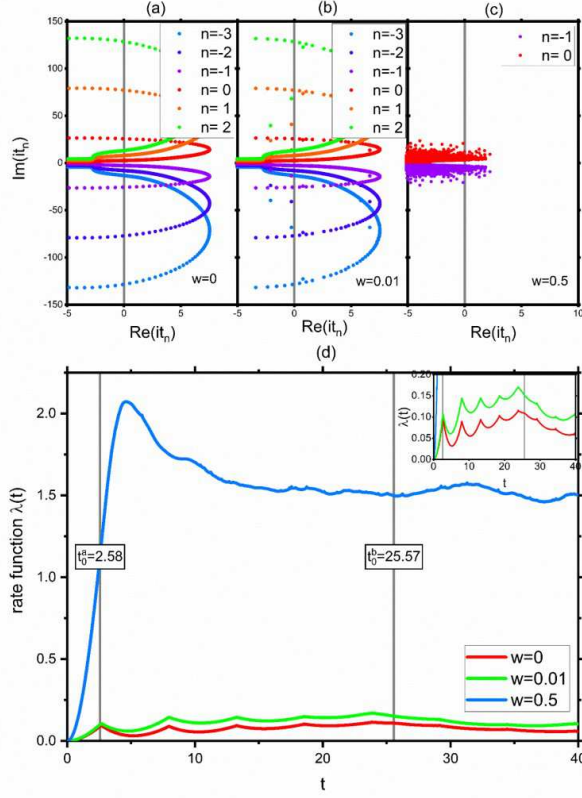 (a)
(b)
(c)
150
100
50
0
-50
-100
-150
Im(it_n)
n=-3
n=-2
n=-1
n= 0
n= 1
n= 2
w=0
n=-3
n=-2
n=-1
n= 0
n= 1
n= 2
w=0.01
n=-1
n= 0
w=0.5
-5 0 5
-5 0 5
-5 0 5 10
Re(it_n)
Re(it_n)
Re(it_n)
(d)
2.0
1.5
1.0
0.5
0.0
rate function λ(t)
t_0^a=2.58
t_0^b=25.57
0.20
0.15
0.10
0.05
0.00
λ(t)
0 10 20 30 40
t
w=0
w=0.01
w=0.5
0 10 20 30 40
t